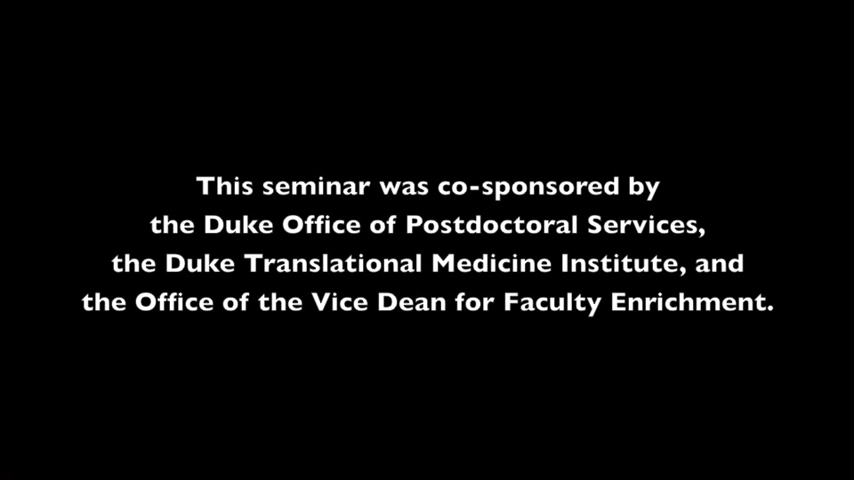 This seminar was co-sponsored by
the Duke Office of Postdoctoral Services,
the Duke Translational Medicine Institute, and
the Office of the Vice Dean for Faculty Enrichment.